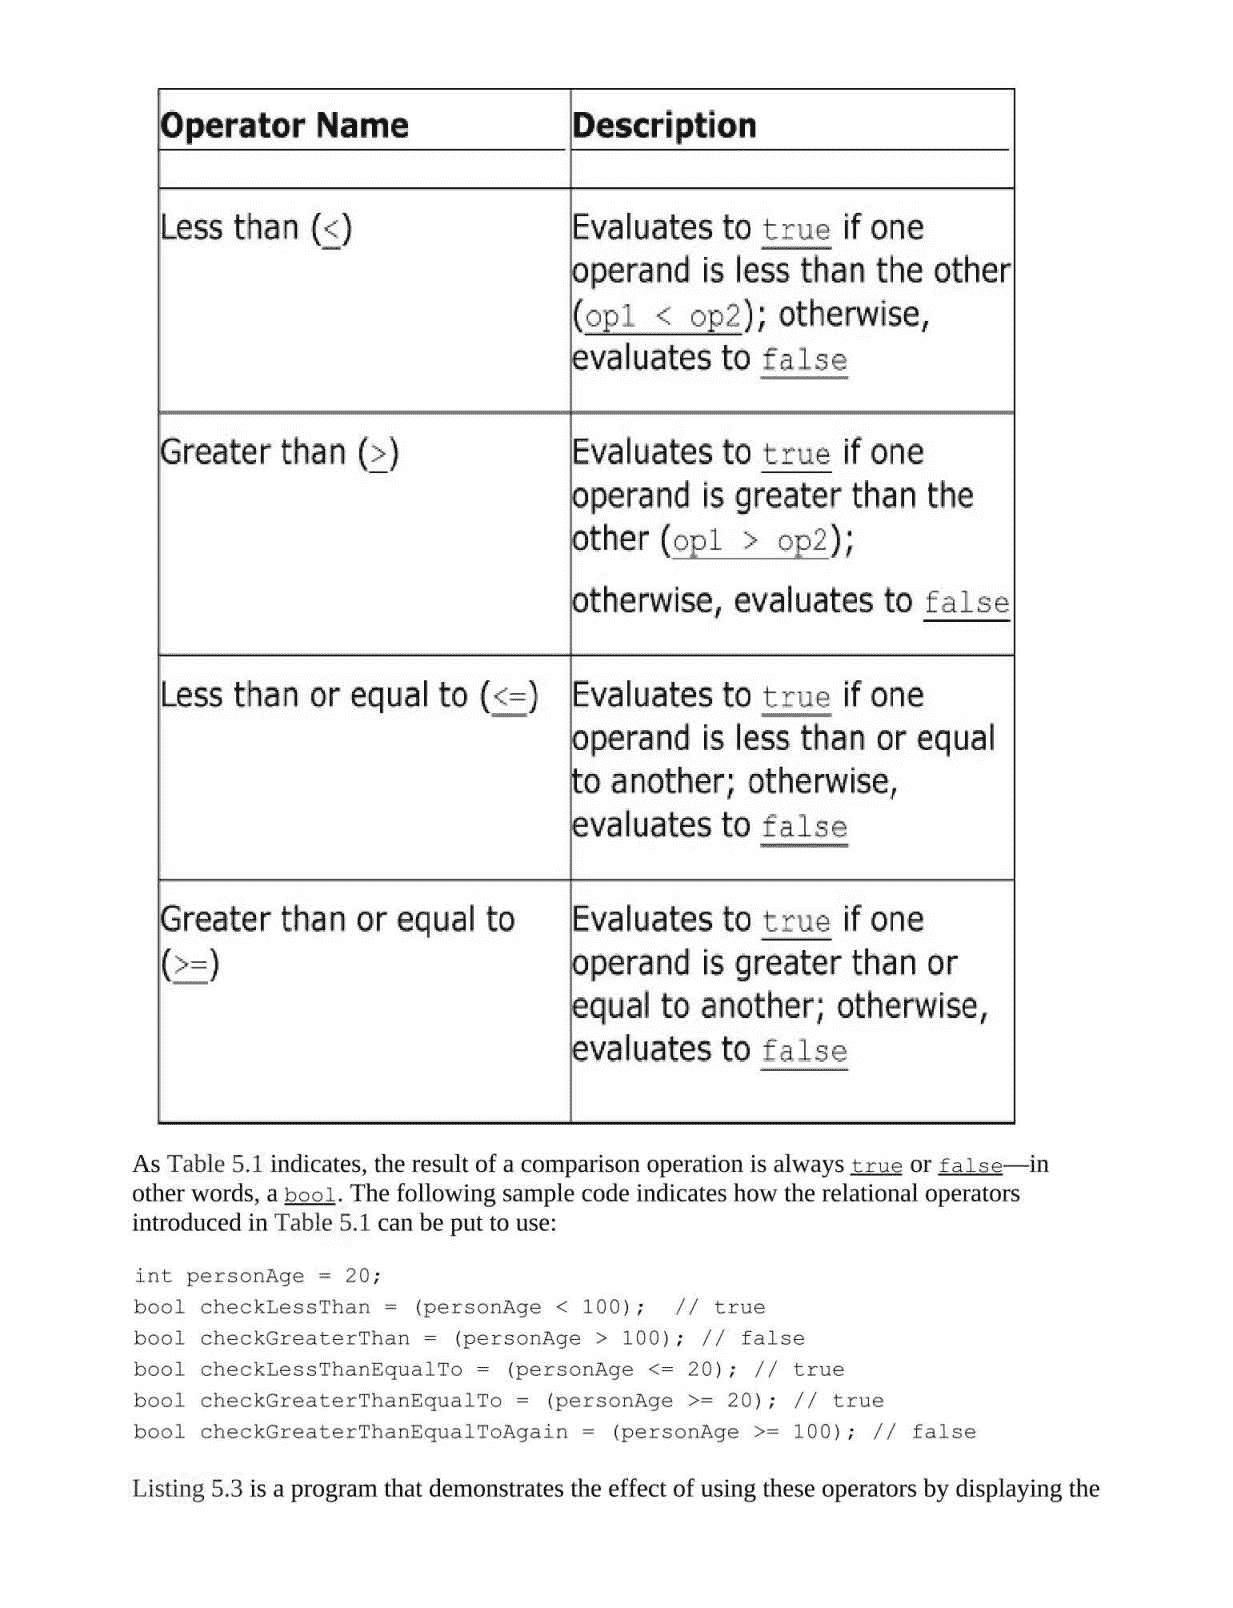 Operator Name
Description
Less than (<)
Evaluates to true if one
operand is less than the other
(op1 < op2); otherwise,
evaluates to false
Greater than (>)
Evaluates to true if one
operand is greater than the
other (op1 > op2);
otherwise, evaluates to false
Less than or equal to (<=)
Evaluates to true if one
operand is less than or equal
to another; otherwise,
evaluates to false
Greater than or equal to
(>=)
Evaluates to true if one
operand is greater than or
equal to another; otherwise,
evaluates to false
As Table 5.1 indicates, the result of a comparison operation is always true or false—in
other words, a bool. The following sample code indicates how the relational operators
introduced in Table 5.1 can be put to use:
int personAge = 20;
bool checkLessThan = (personAge < 100);  // true
bool checkGreaterThan = (personAge > 100); // false
bool checkLessThanEqualTo = (personAge <= 20); // true
bool checkGreaterThanEqualTo = (personAge >= 20); // true
bool checkGreaterThanEqualToAgain = (personAge >= 100); // false
Listing 5.3 is a program that demonstrates the effect of using these operators by displaying the